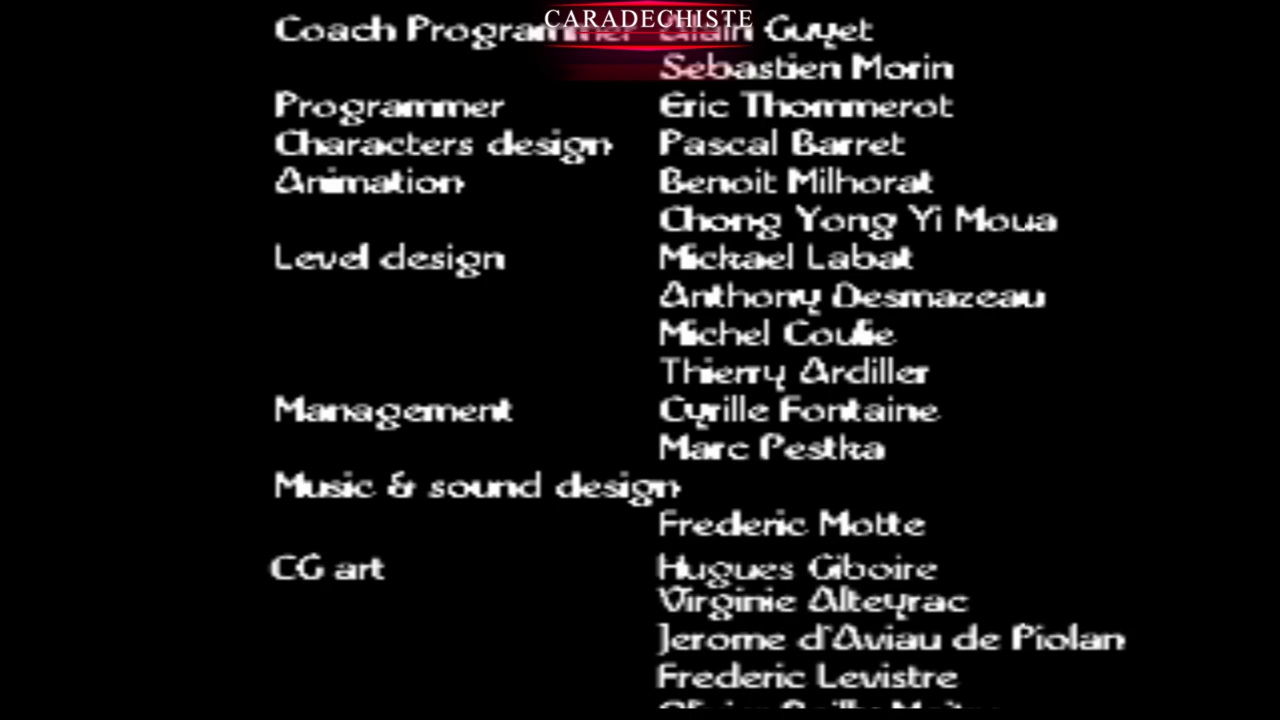 CARADECHISTE
Coach Programmer Alain Guyet
Sebastien Morin
Programmer Eric Thommerot
Characters design Pascal Barret
Animation Benoit Milhorat
Chong Yong Yi Moua
Level design Mickael Labat
Anthony Desmazeau
Michel Coulie
Thierry Ardiller
Management Cyrille Fontaine
Marc Pestka
Music & sound design
Frederic Motte
CG art Hugues Giboire
Virginie Alteyrac
Jerome d'Aviau de Piolan
Frederic Levistre